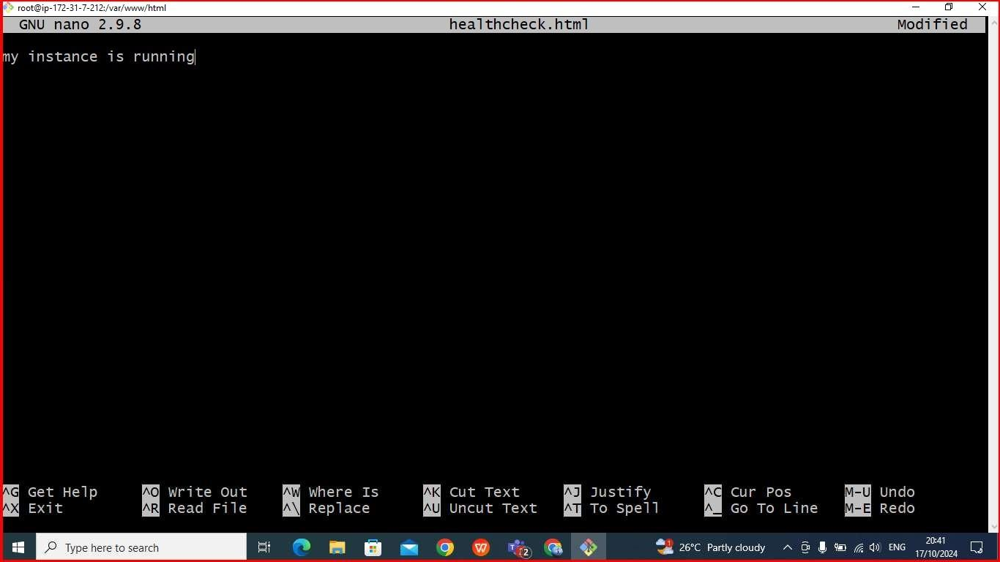 root@ip-172-31-7-212:/var/www/html
GNU nano 2.9.8 healthcheck.html Modified
my instance is running
^G Get Help ^O Write Out ^W Where Is ^K Cut Text ^J Justify ^C Cur Pos M-U Undo
^X Exit ^R Read File ^\ Replace ^U Uncut Text ^T To Spell ^_ Go To Line M-E Redo
Type here to search W T 2 1 26°C Partly cloudy ENG 20:41
17/10/2024